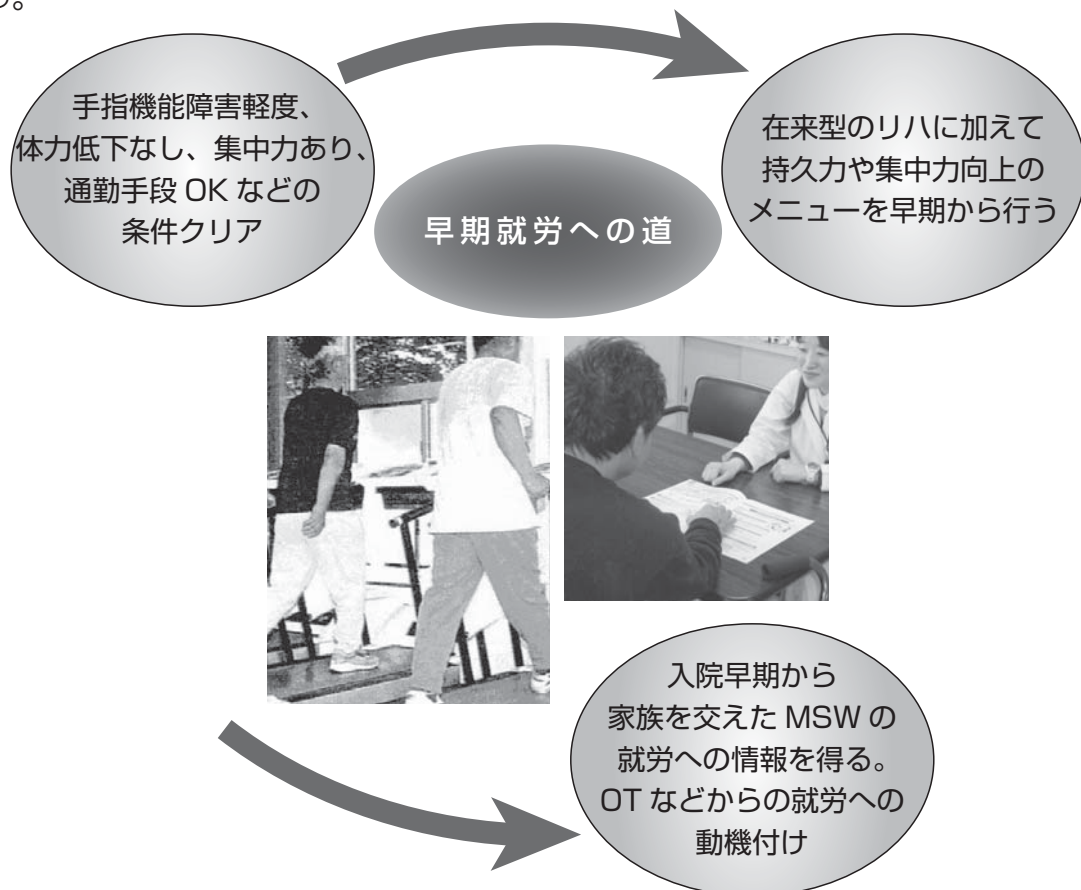 る。
手指機能障害軽度、
体力低下なし、集中力あり、
通勤手段 OK などの
条件クリア
早期就労への道
在来型のリハに加えて
持久力や集中力向上の
メニューを早期から行う
入院早期から
家族を交えた MSW の
就労への情報を得る。
OT などからの就労への
動機付け